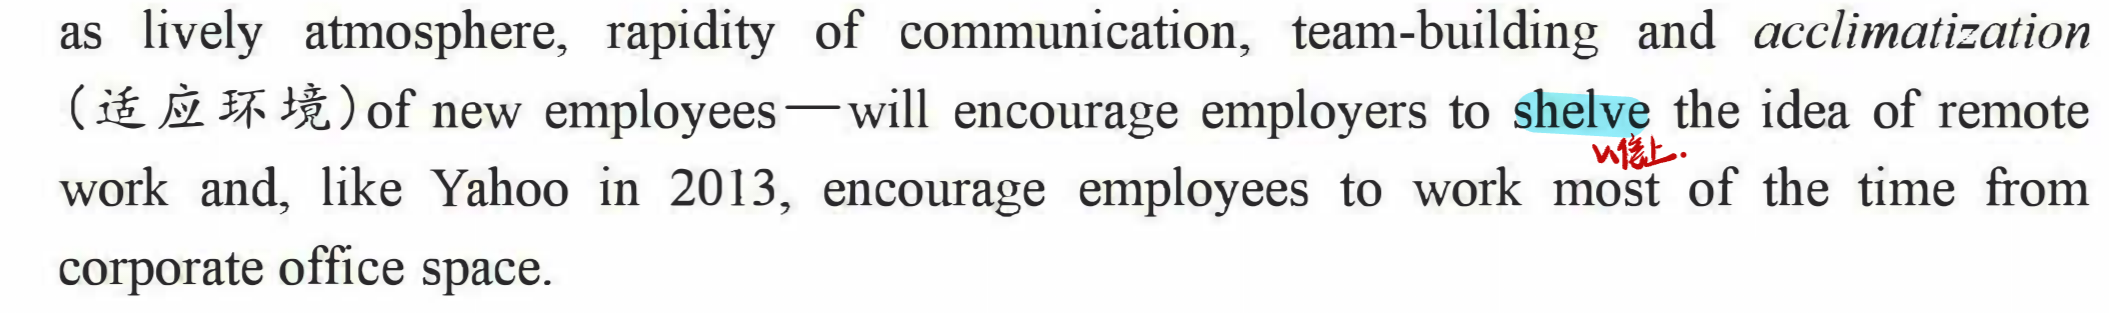 as lively atmosphere, rapidity of communication, team-building and acclimatization
(适应环境)of new employees—will encourage employers to shelve the idea of remote
work and, like Yahoo in 2013, encourage employees to work most of the time from
corporate office space.